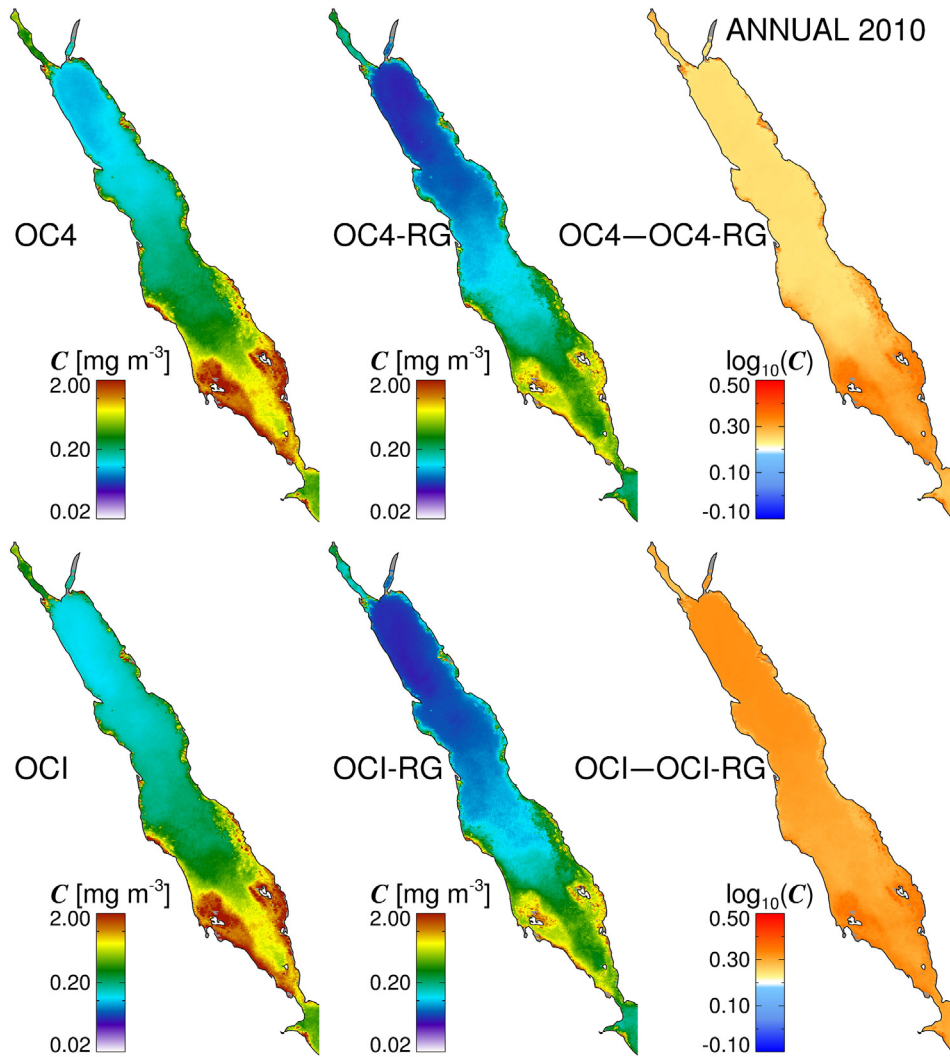 ANNUAL 2010
OC4
OC4-RG
OC4—OC4-RG
C [mg m⁻³]
2.00
0.20
0.02
C [mg m⁻³]
2.00
0.20
0.02
log₁₀(C)
0.50
0.30
0.10
-0.10
OCI
OCI-RG
OCI—OCI-RG
C [mg m⁻³]
2.00
0.20
0.02
C [mg m⁻³]
2.00
0.20
0.02
log₁₀(C)
0.50
0.30
0.10
-0.10